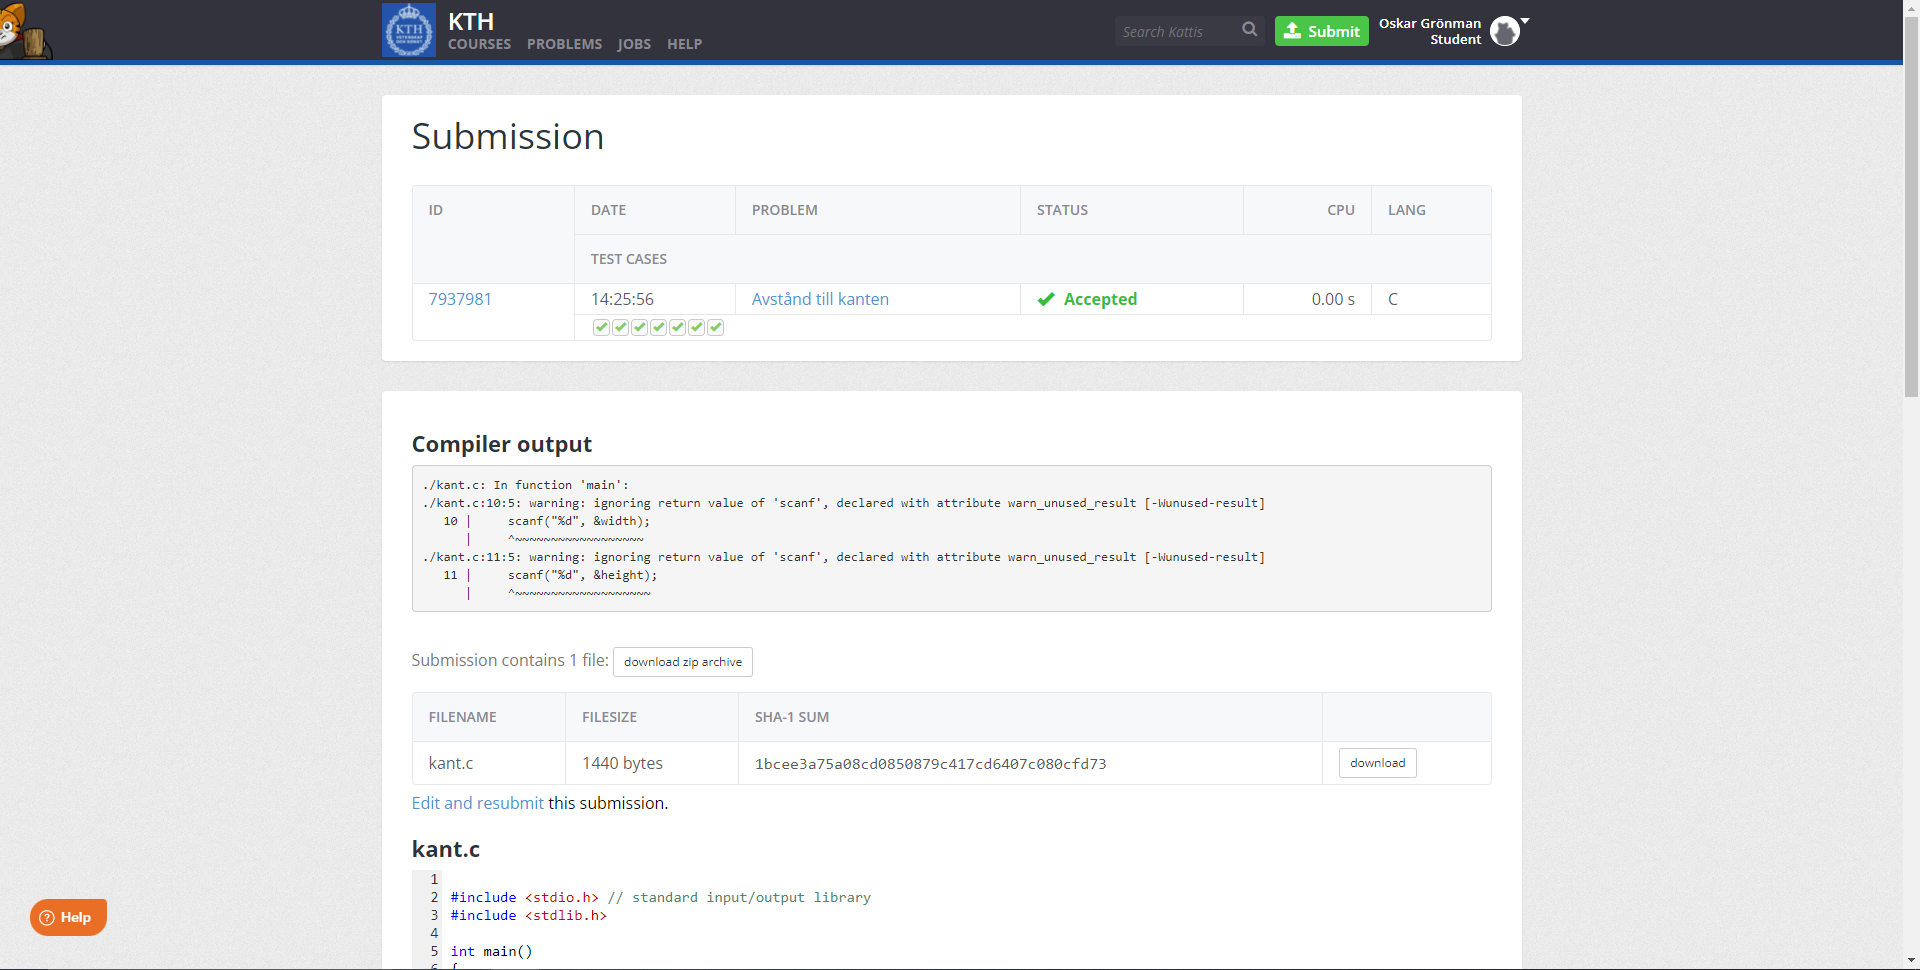 KTH
COURSES PROBLEMS JOBS HELP
Search Kattis
Submit
Oskar Grönman
Student
Submission
ID DATE PROBLEM STATUS CPU LANG
TEST CASES
7937981 14:25:56 Avstånd till kanten Accepted 0.00 s C
Compiler output
./kant.c: In function 'main':
./kant.c:10:5: warning: ignoring return value of 'scanf', declared with attribute warn_unused_result [-Wunused-result]
10 | scanf("%d", &width);
| ^~~~~~~~~~~~~~~~~~~
./kant.c:11:5: warning: ignoring return value of 'scanf', declared with attribute warn_unused_result [-Wunused-result]
11 | scanf("%d", &height);
| ^~~~~~~~~~~~~~~~~~~~
Submission contains 1 file: download zip archive
FILENAME FILESIZE SHA-1 SUM
kant.c 1440 bytes 1bcee3a75a08cd0850879c417cd6407c080cfd73 download
Edit and resubmit this submission.
kant.c
1
2 #include <stdio.h> // standard input/output library
3 #include <stdlib.h>
4
5 int main()
6 {
Help